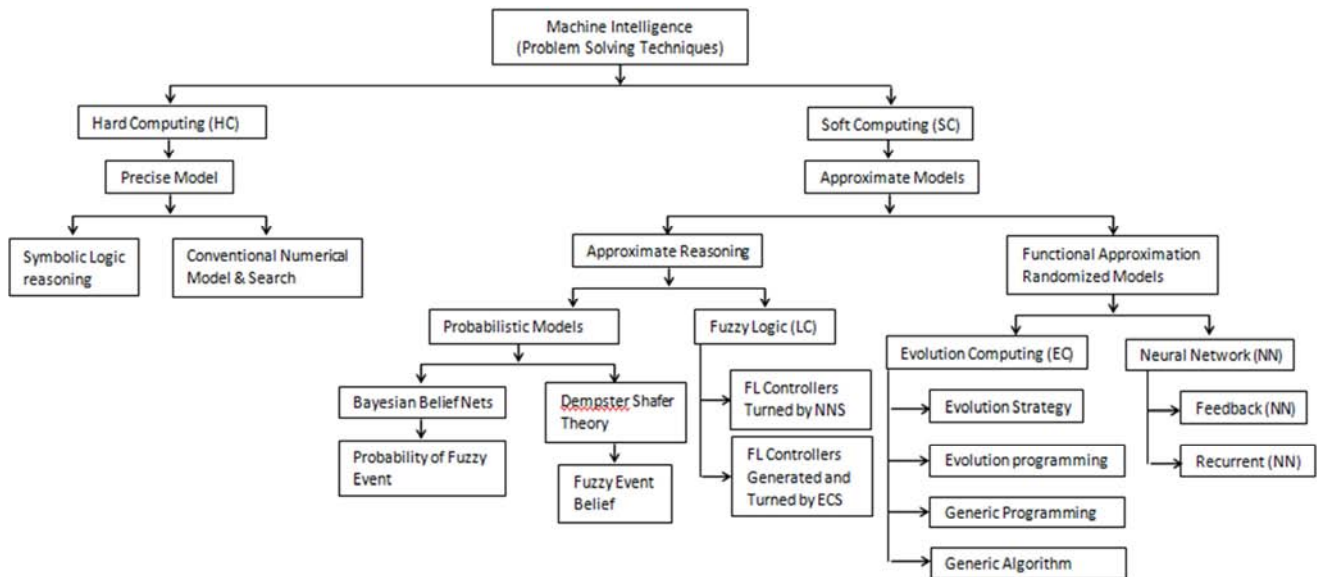 Machine Intelligence
(Problem Solving Techniques)
Hard Computing (HC)
Soft Computing (SC)
Precise Model
Approximate Models
Symbolic Logic
reasoning
Conventional Numerical
Model & Search
Approximate Reasoning
Functional Approximation
Randomized Models
Probabilistic Models
Fuzzy Logic (LC)
Evolution Computing (EC)
Neural Network (NN)
Bayesian Belief Nets
Dempster Shafer
Theory
FL Controllers
Turned by NNS
Evolution Strategy
Feedback (NN)
Probability of Fuzzy
Event
Fuzzy Event
Belief
FL Controllers
Generated and
Turned by ECS
Evolution programming
Recurrent (NN)
Generic Programming
Generic Algorithm